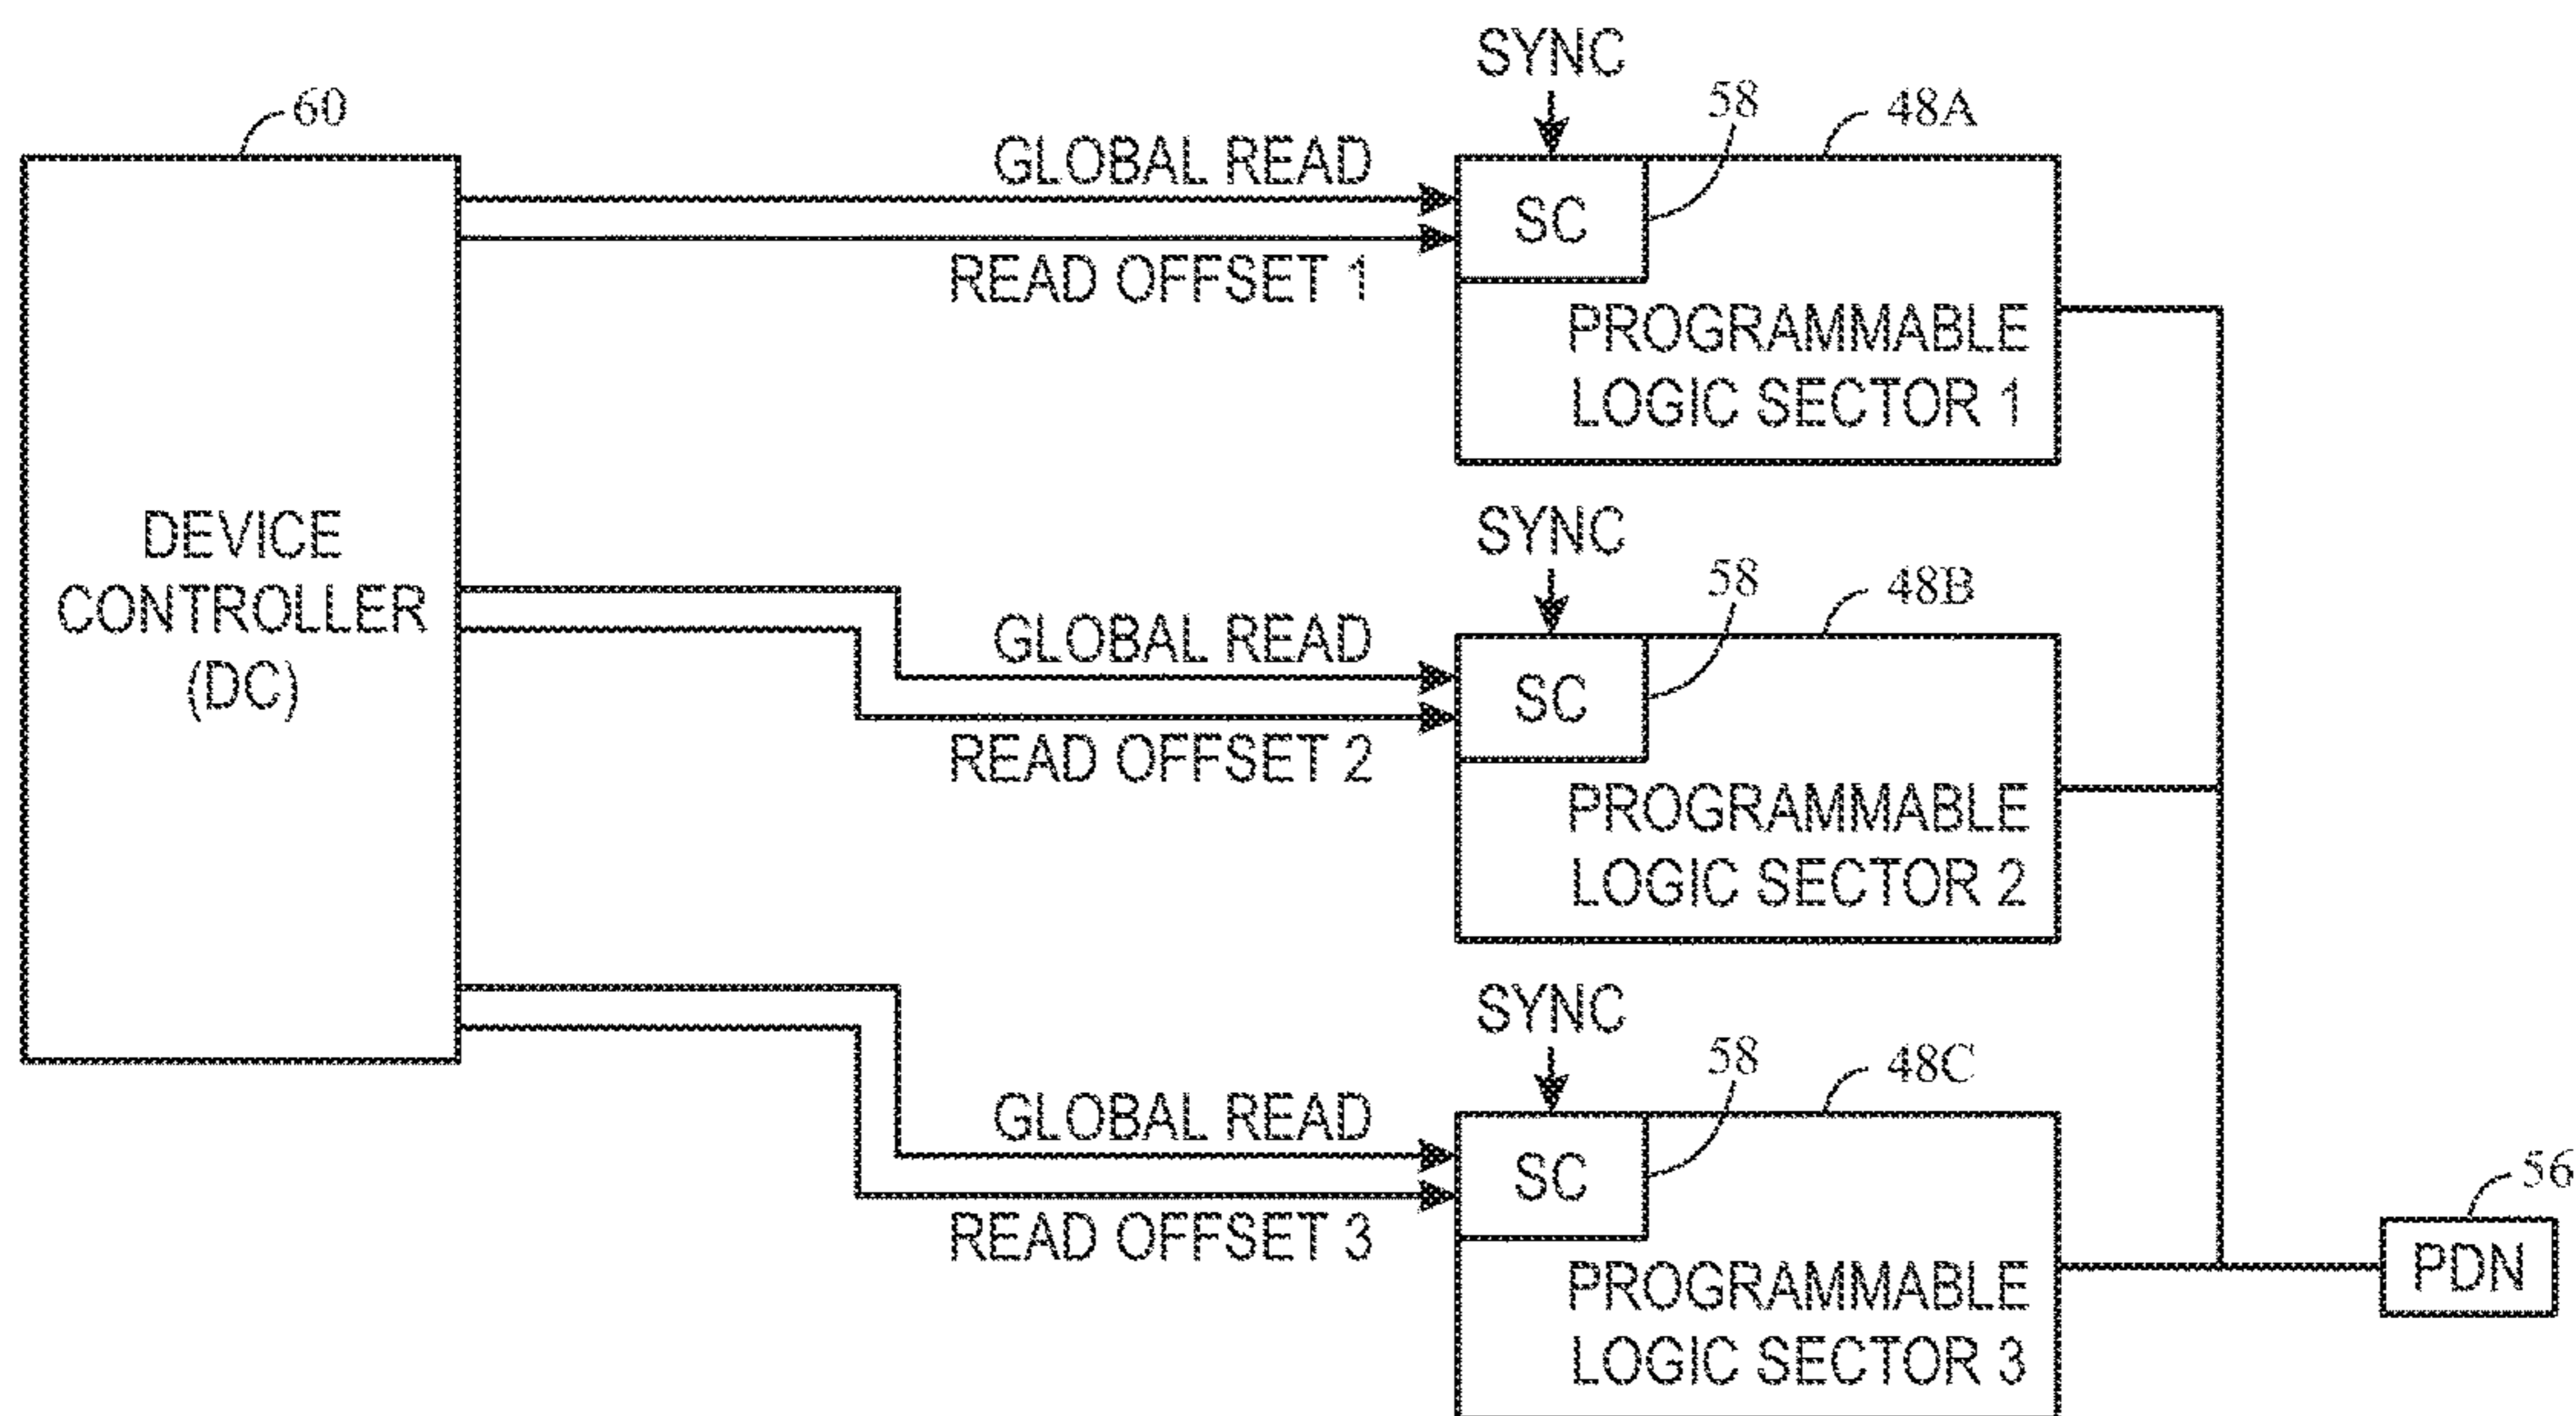 60
DEVICE
CONTROLLER
(DC)
GLOBAL READ
READ OFFSET 1
SYNC
58
48A
SC
PROGRAMMABLE
LOGIC SECTOR 1
GLOBAL READ
READ OFFSET 2
SYNC
58
48B
SC
PROGRAMMABLE
LOGIC SECTOR 2
GLOBAL READ
READ OFFSET 3
SYNC
58
48C
SC
PROGRAMMABLE
LOGIC SECTOR 3
56
PDN